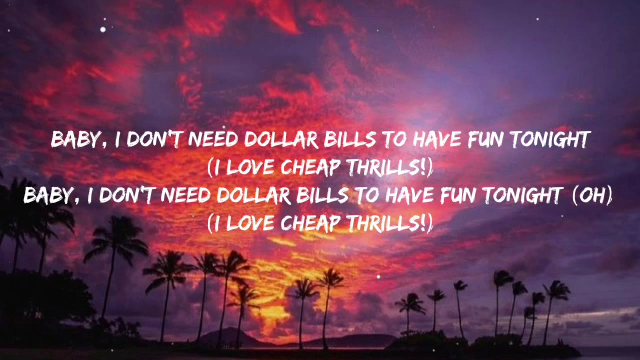 BABY, I DON'T NEED DOLLAR BILLS TO HAVE FUN TONIGHT
(I LOVE CHEAP THRILLS!)
BABY, I DON'T NEED DOLLAR BILLS TO HAVE FUN TONIGHT (OH)
(I LOVE CHEAP THRILLS!)